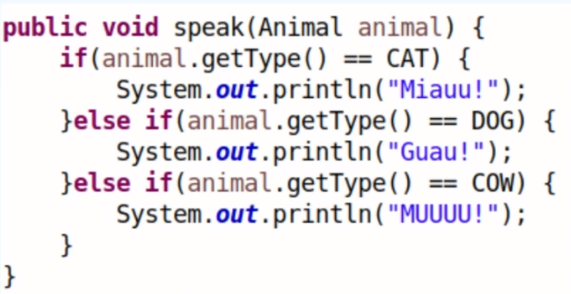 public void speak(Animal animal) {
    if(animal.getType() == CAT) {
        System.out.println("Miauu!");
    }else if(animal.getType() == DOG) {
        System.out.println("Guau!");
    }else if(animal.getType() == COW) {
        System.out.println("MUUUU!");
    }
}